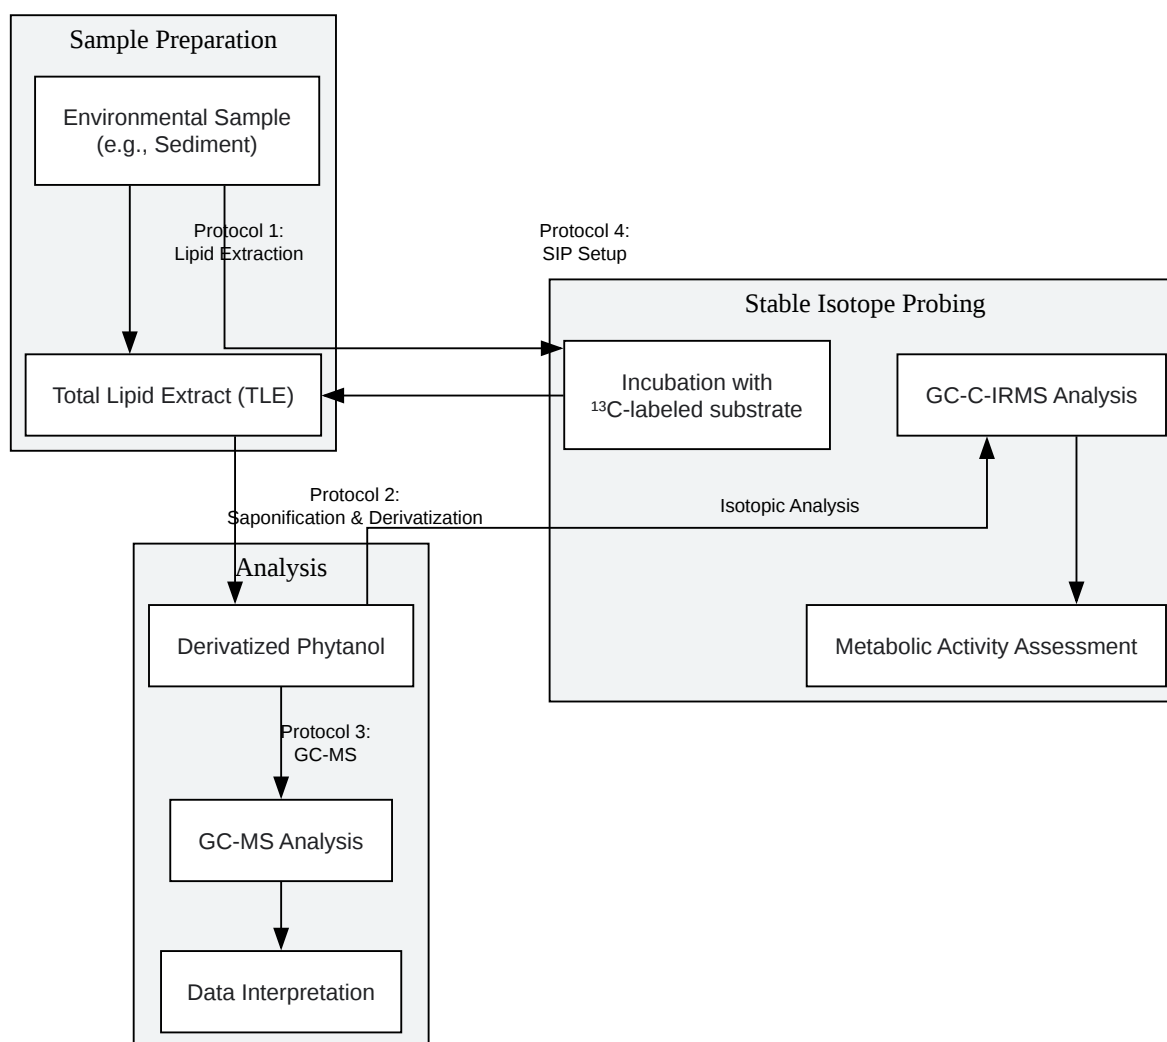 Sample Preparation
Environmental Sample
(e.g., Sediment)
Protocol 1:
Lipid Extraction
Protocol 4:
SIP Setup
Stable Isotope Probing
Total Lipid Extract (TLE)
Incubation with
¹³C-labeled substrate
GC-C-IRMS Analysis
Protocol 2:
Saponification & Derivatization
Isotopic Analysis
Analysis
Derivatized Phytanol
Metabolic Activity Assessment
Protocol 3:
GC-MS
GC-MS Analysis
Data Interpretation